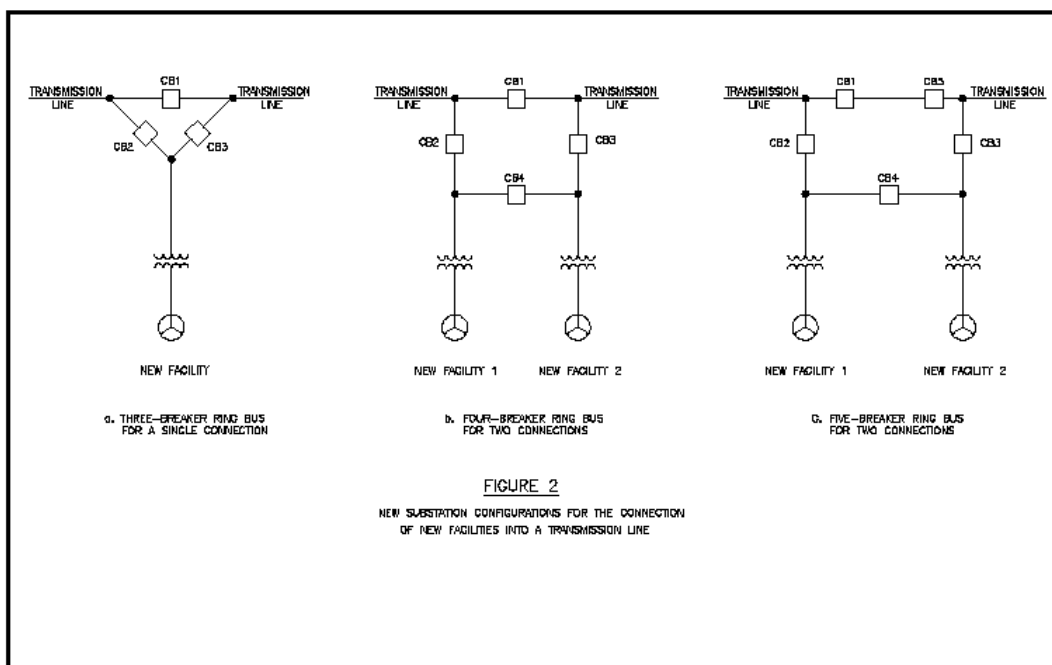 CB1
TRANSMISSION
LINE
TRANSMISSION
LINE
CB2
CB3
NEW FACILITY
a. THREE-BREAKER RING BUS
FOR A SINGLE CONNECTION
CB1
TRANSMISSION
LINE
TRANSMISSION
LINE
CB2
CB3
CB4
NEW FACILITY 1
NEW FACILITY 2
b. FOUR-BREAKER RING BUS
FOR TWO CONNECTIONS
CB1
CB5
TRANSMISSION
LINE
TRANSMISSION
LINE
CB2
CB3
CB4
NEW FACILITY 1
NEW FACILITY 2
c. FIVE-BREAKER RING BUS
FOR TWO CONNECTIONS
FIGURE 2
NEW SUBSTATION CONFIGURATIONS FOR THE CONNECTION
OF NEW FACILITIES INTO A TRANSMISSION LINE